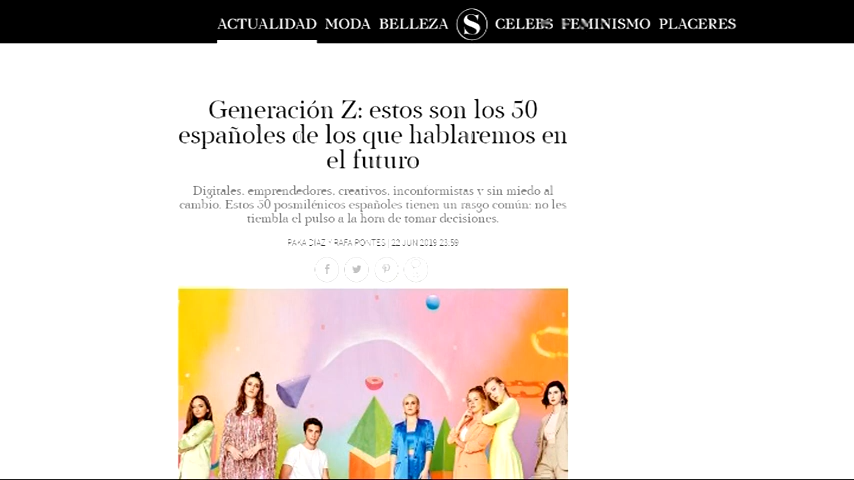 ACTUALIDAD MODA BELLEZA S CELEBS FEMINISMO PLACERES
Generación Z: estos son los 50
españoles de los que hablaremos en
el futuro
Digitales, emprendedores, creativos, inconformistas y sin miedo al
cambio. Estos 50 posmilénicos españoles tienen un rasgo común: no les
tiembla el pulso a la hora de tomar decisiones.
PAKA DÍAZ Y RAFA PONTES | 22 JUN 2019 23:59